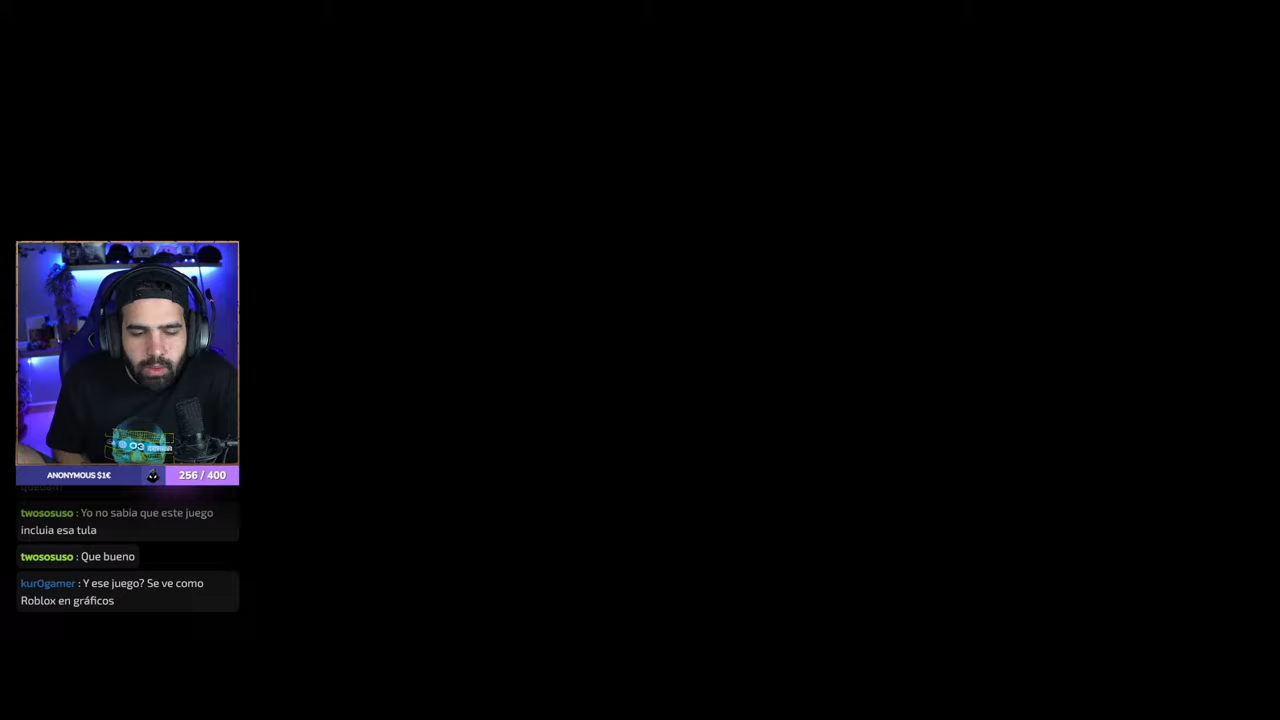 ANONYMOUS $1€
256 / 400
twososuso : Yo no sabia que este juego
incluia esa tula
twososuso : Que bueno
kur0gamer : Y ese juego? Se ve como
Roblox en gráficos